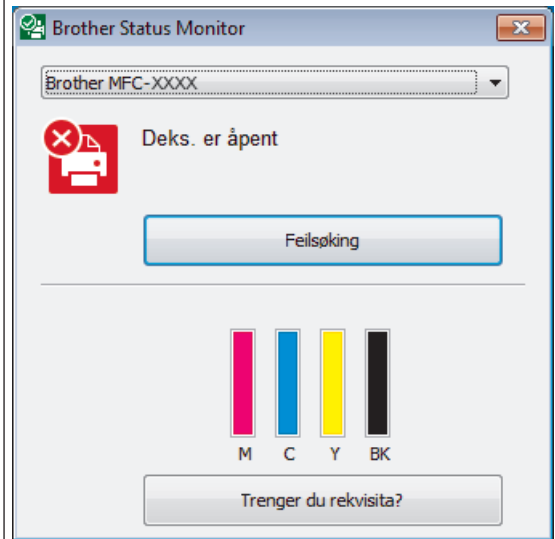 Brother Status Monitor
Brother MFC-XXXX
Deks. er åpent
Feilsøking
M C Y BK
Trenger du rekvisita?